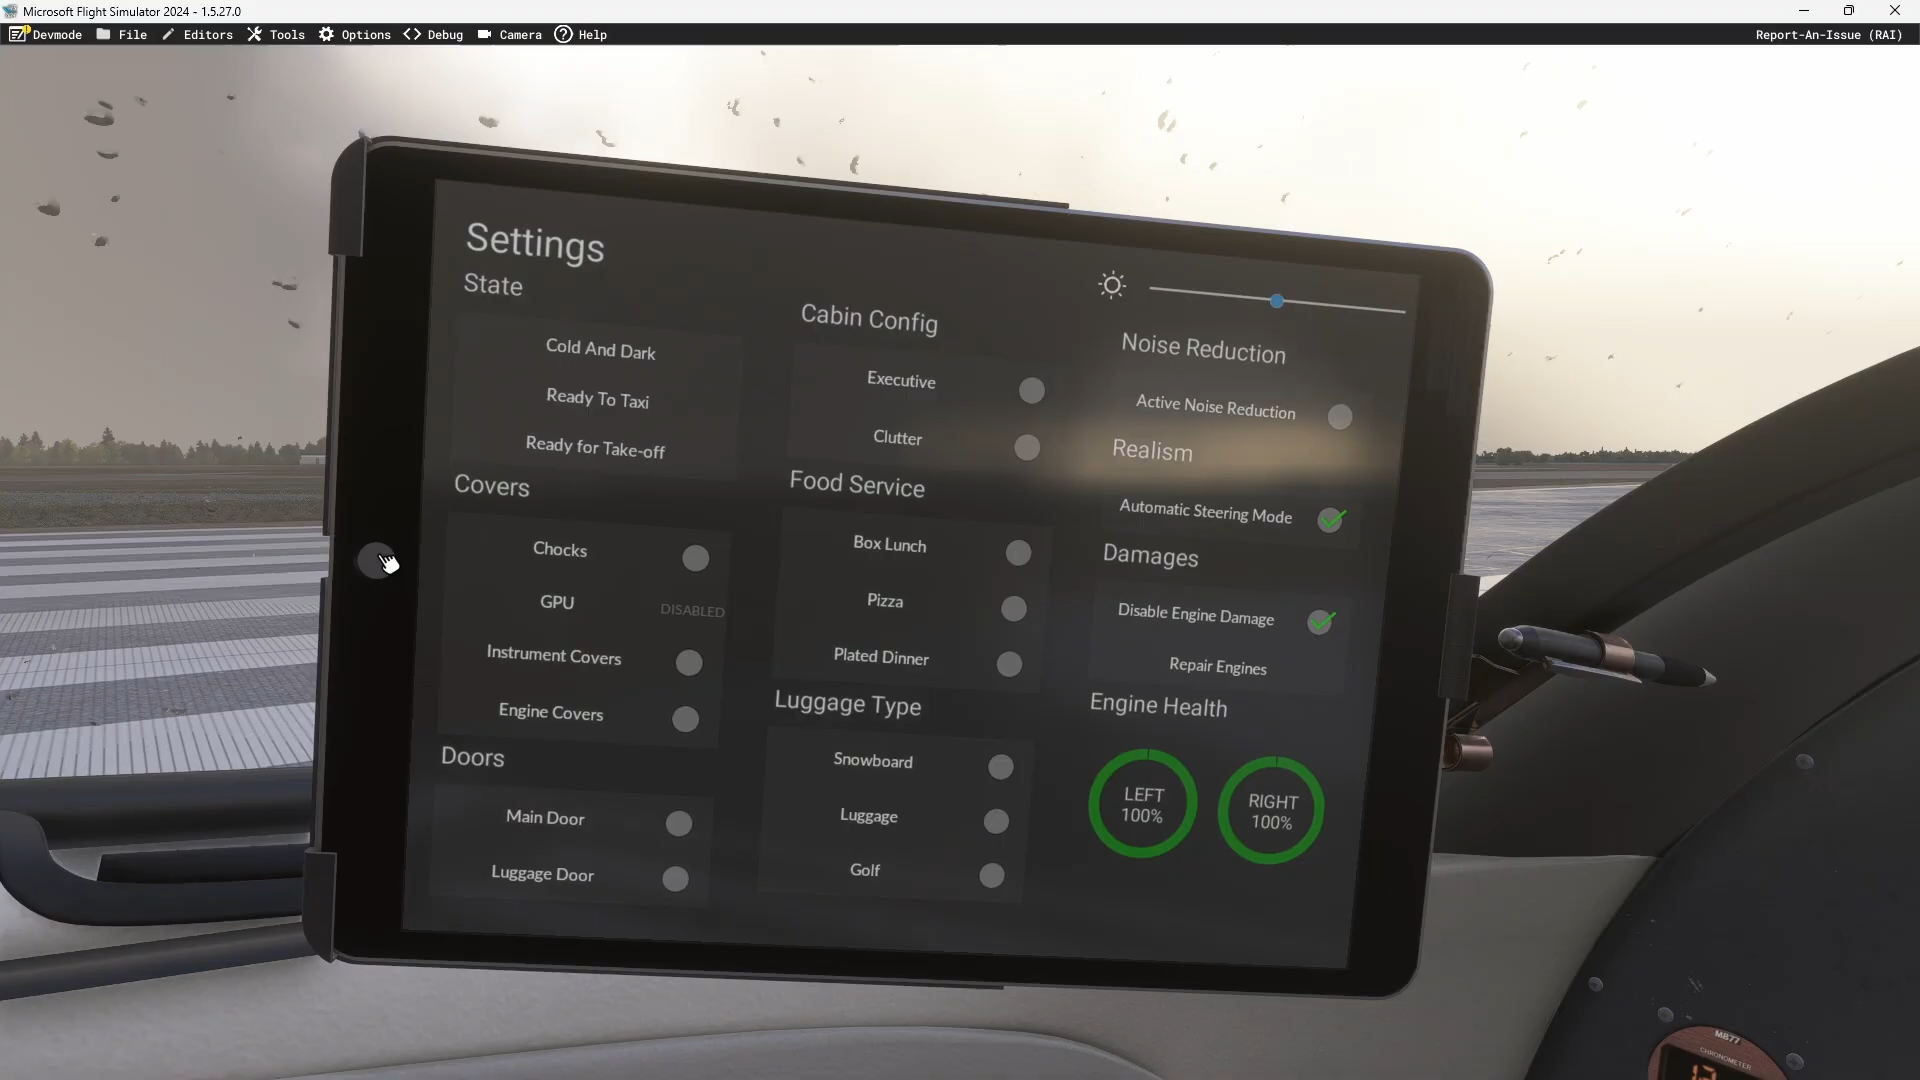 Microsoft Flight Simulator 2024 - 1.5.27.0
Devmode File Editors Tools Options Debug Camera Help Report-An-Issue (RAI)
Settings
State
Cold And Dark
Ready To Taxi
Ready for Take-off
Covers
Chocks
GPU DISABLED
Instrument Covers
Engine Covers
Doors
Main Door
Luggage Door
Cabin Config
Executive
Clutter
Food Service
Box Lunch
Pizza
Plated Dinner
Luggage Type
Snowboard
Luggage
Golf
Noise Reduction
Active Noise Reduction
Realism
Automatic Steering Mode
Damages
Disable Engine Damage
Repair Engines
Engine Health
LEFT
100%
RIGHT
100%
M877
CHRONOMETER